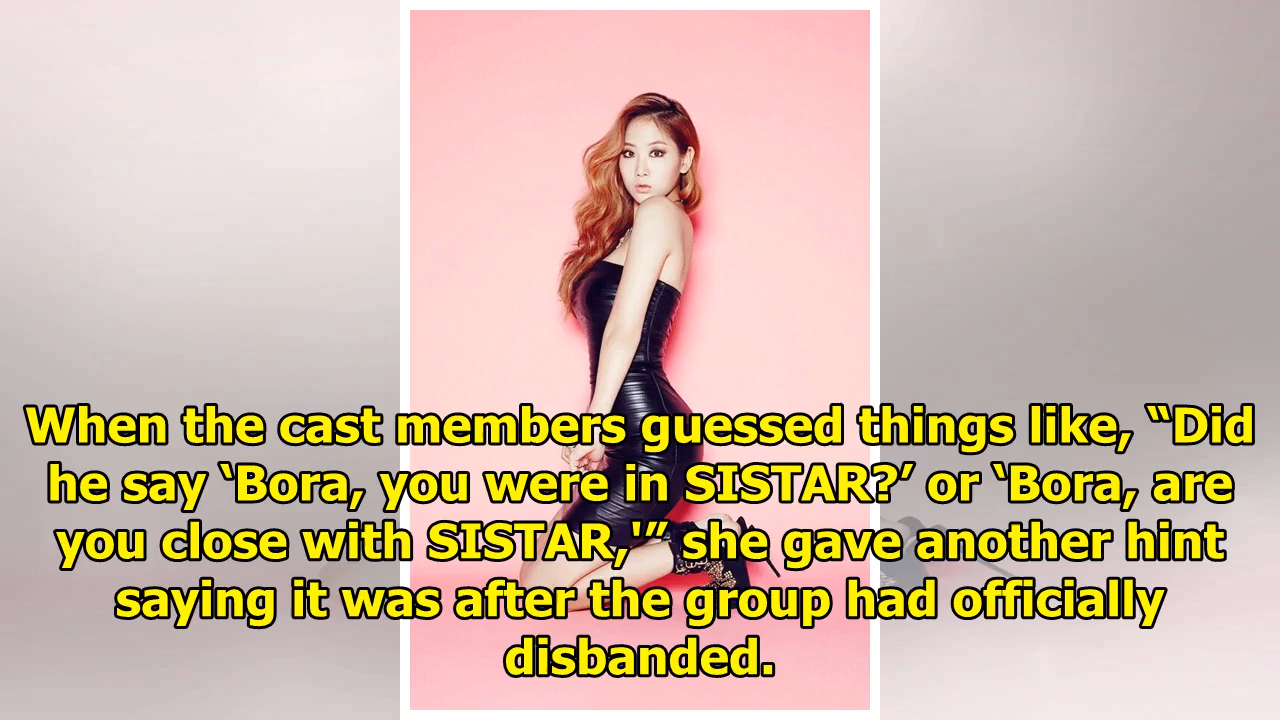 When the cast members guessed things like, “Did
he say ‘Bora, you were in SISTAR?’ or ‘Bora, are
you close with SISTAR,'” she gave another hint
saying it was after the group had officially
disbanded.